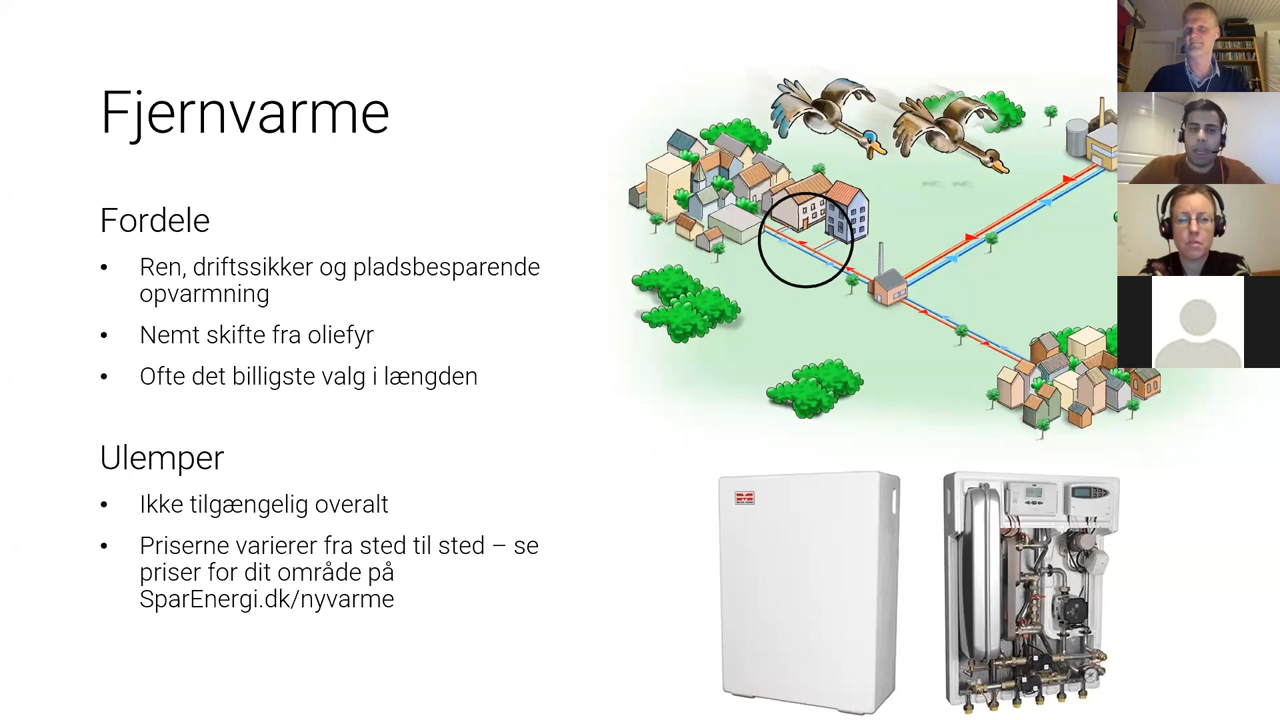 Fjernvarme
Fordele
• Ren, driftssikker og pladsbesparende
opvarmning
• Nemt skifte fra oliefyr
• Ofte det billigste valg i længden
Ulemper
• Ikke tilgængelig overalt
• Priserne varierer fra sted til sted – se
priser for dit område på
SparEnergi.dk/nyvarme